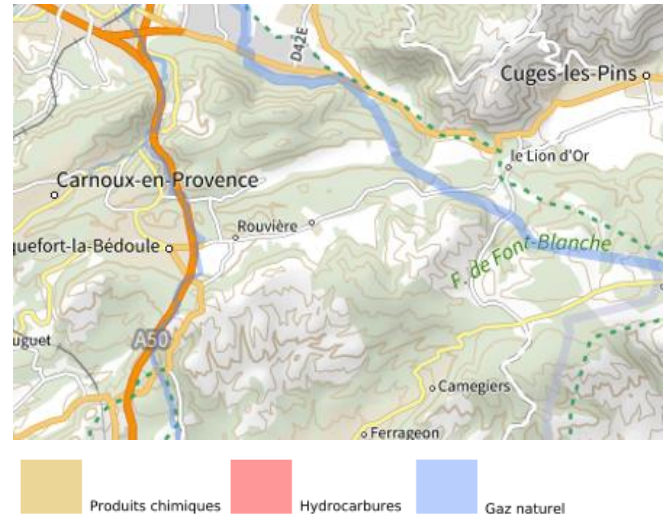 D42E
Cuges-les-Pins
le Lion d'Or
Carnoux-en-Provence
Rouvière
quefort-la-Bédoule
F. de Font-Blanche
A50
uguet
Camegiers
Ferrageon
Produits chimiques
Hydrocarbures
Gaz naturel